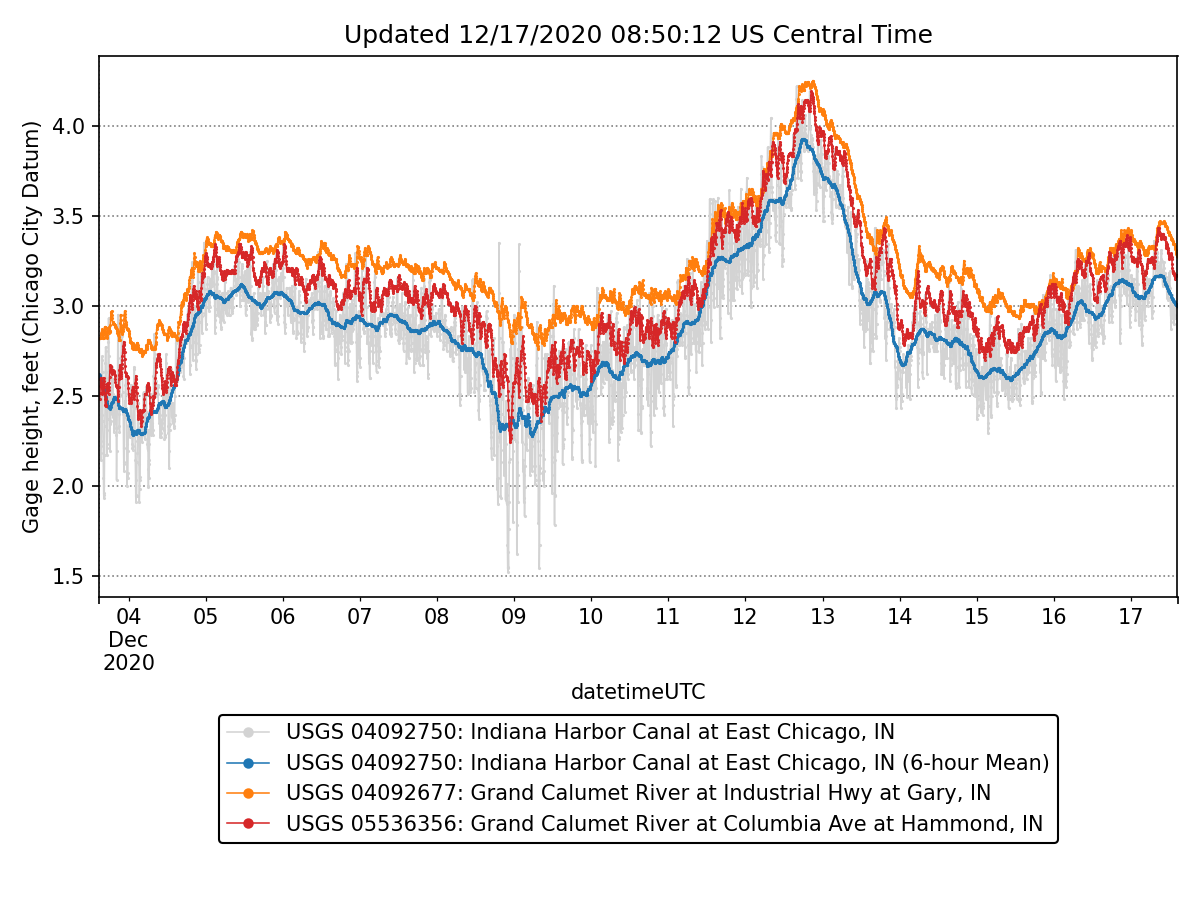 Updated 12/17/2020 08:50:12 US Central Time
Gage height, feet (Chicago City Datum)
4.0
3.5
3.0
2.5
2.0
1.5
04 05 06 07 08 09 10 11 12 13 14 15 16 17
Dec
2020
datetimeUTC
USGS 04092750: Indiana Harbor Canal at East Chicago, IN
USGS 04092750: Indiana Harbor Canal at East Chicago, IN (6-hour Mean)
USGS 04092677: Grand Calumet River at Industrial Hwy at Gary, IN
USGS 05536356: Grand Calumet River at Columbia Ave at Hammond, IN